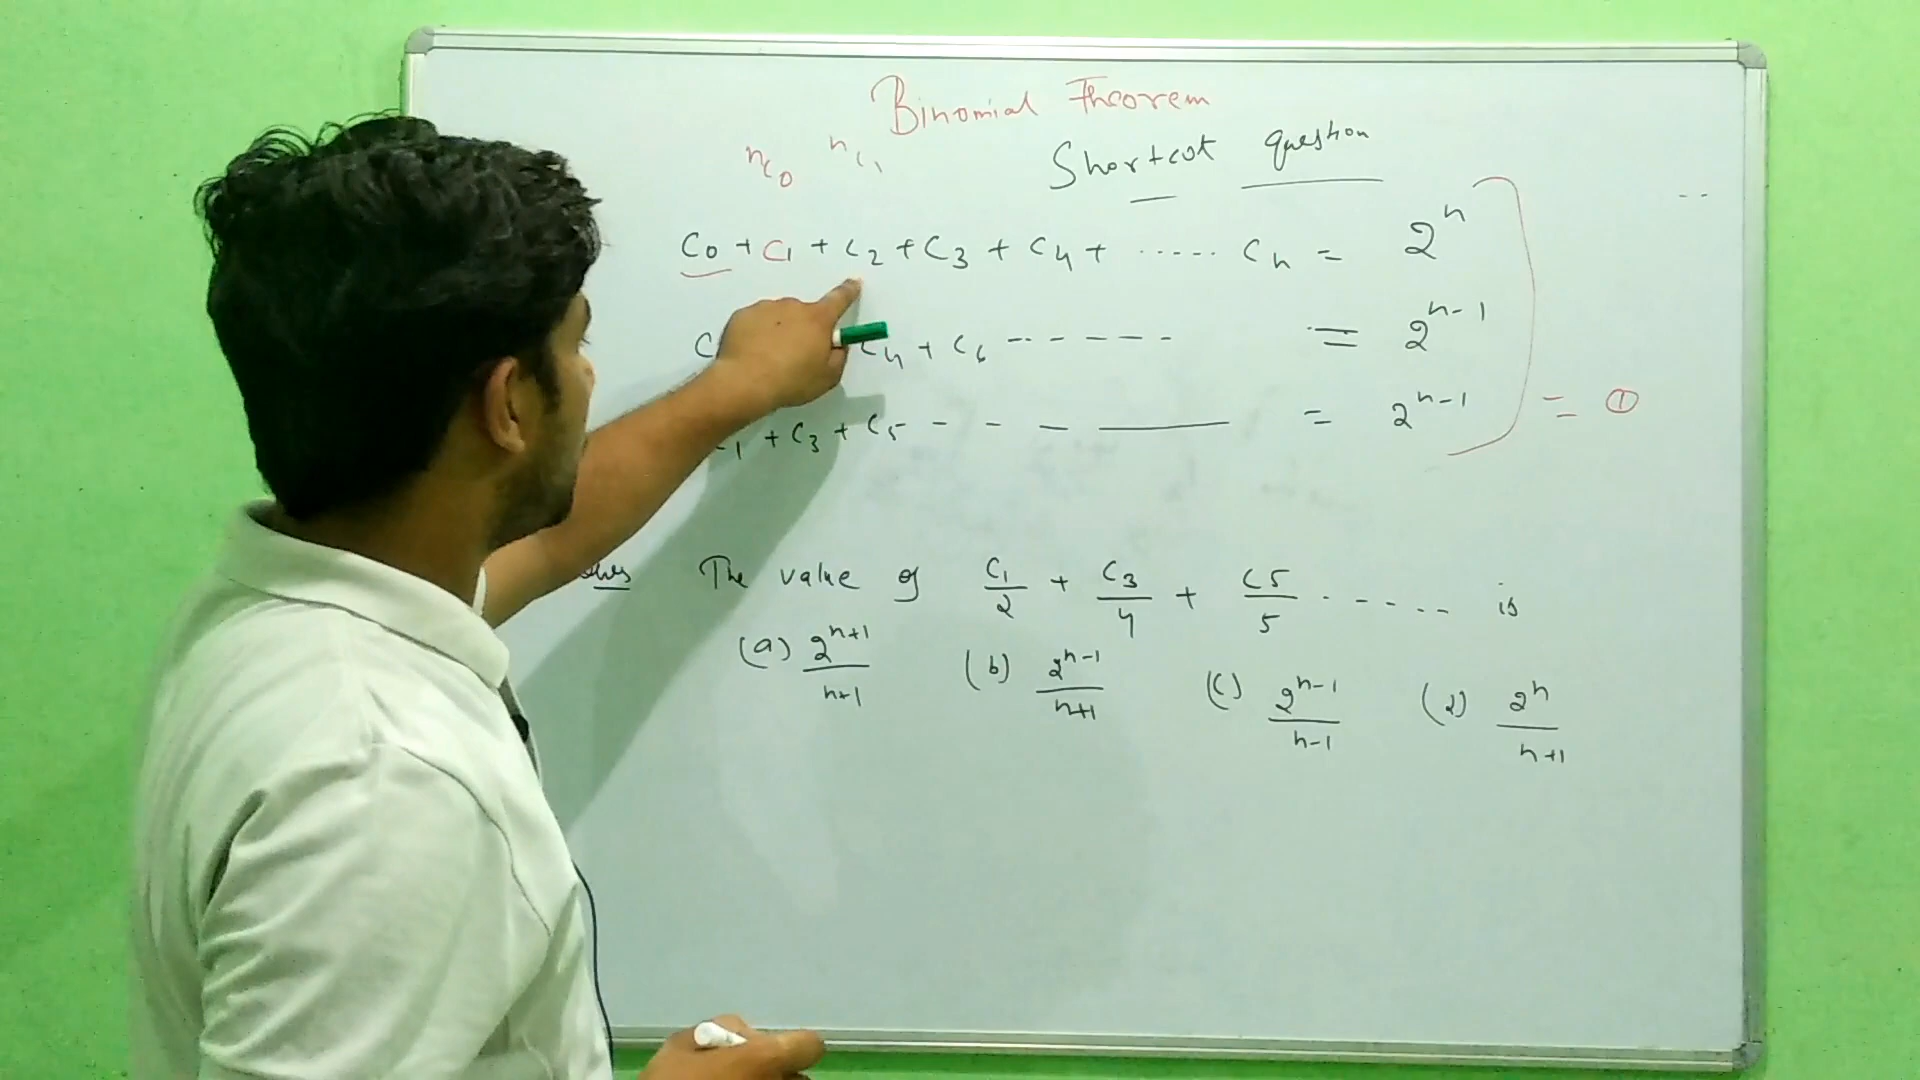 Binomial Theorem
nC0 nC1
Shortcut question
C0 + C1 + C2 + C3 + C4 + ..... Cn = 2^n
C4 + C6 ------ = 2^(n-1)
1 + C3 + C5 - - - —— = 2^(n-1) = ①
The value of C1/2 + C3/4 + C5/5 ...... is
(a) 2^(n+1)/(n+1) (b) 2^(n-1)/(n+1) (c) 2^(n-1)/(n-1) (d) 2^n/(n+1)